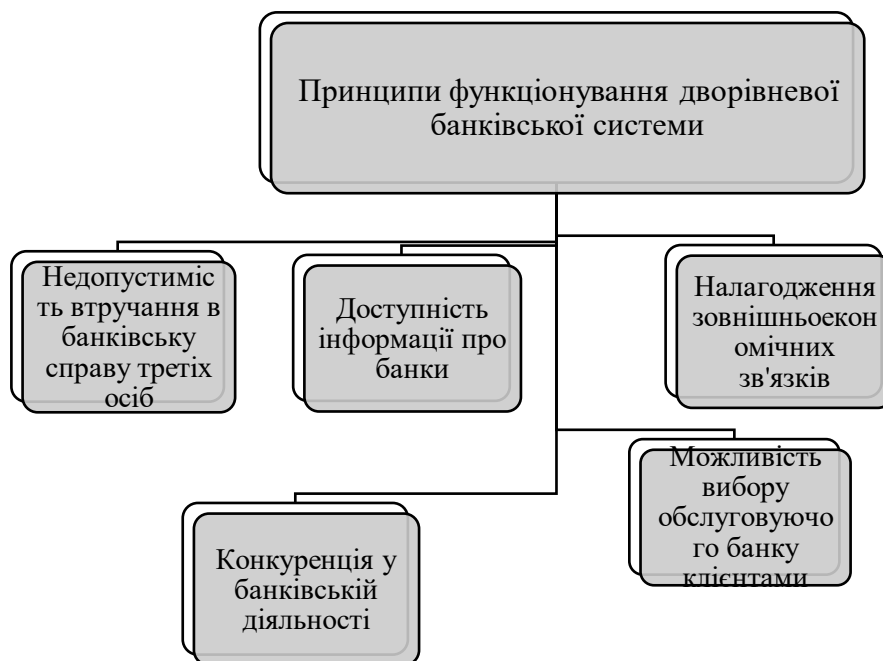 Принципи функціонування дворівневої
банківської системи
Недопустиміс
ть втручання в
банківську
справу третіх
осіб
Доступність
інформації про
банки
Налагодження
зовнішньоекон
омічних
зв'язків
Конкуренція у
банківській
діяльності
Можливість
вибору
обслуговуючо
го банку
клієнтами